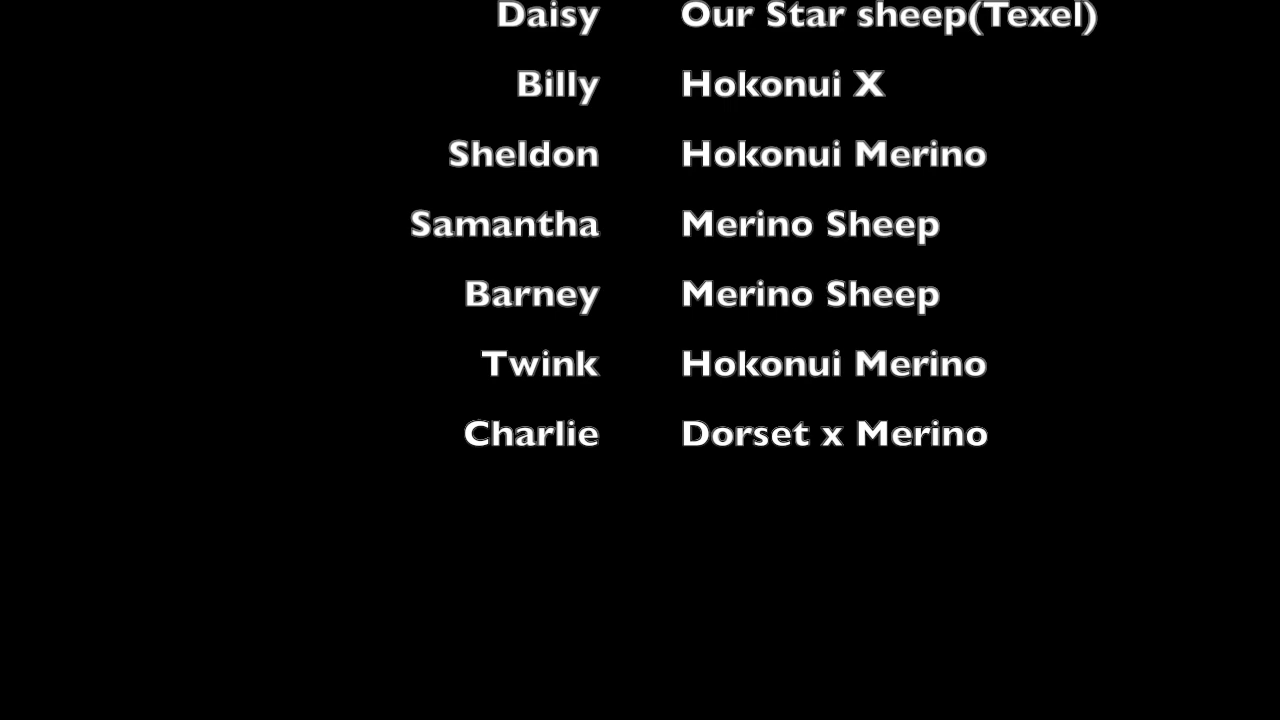 Daisy Our Star sheep(Texel)
Billy Hokonui X
Sheldon Hokonui Merino
Samantha Merino Sheep
Barney Merino Sheep
Twink Hokonui Merino
Charlie Dorset x Merino